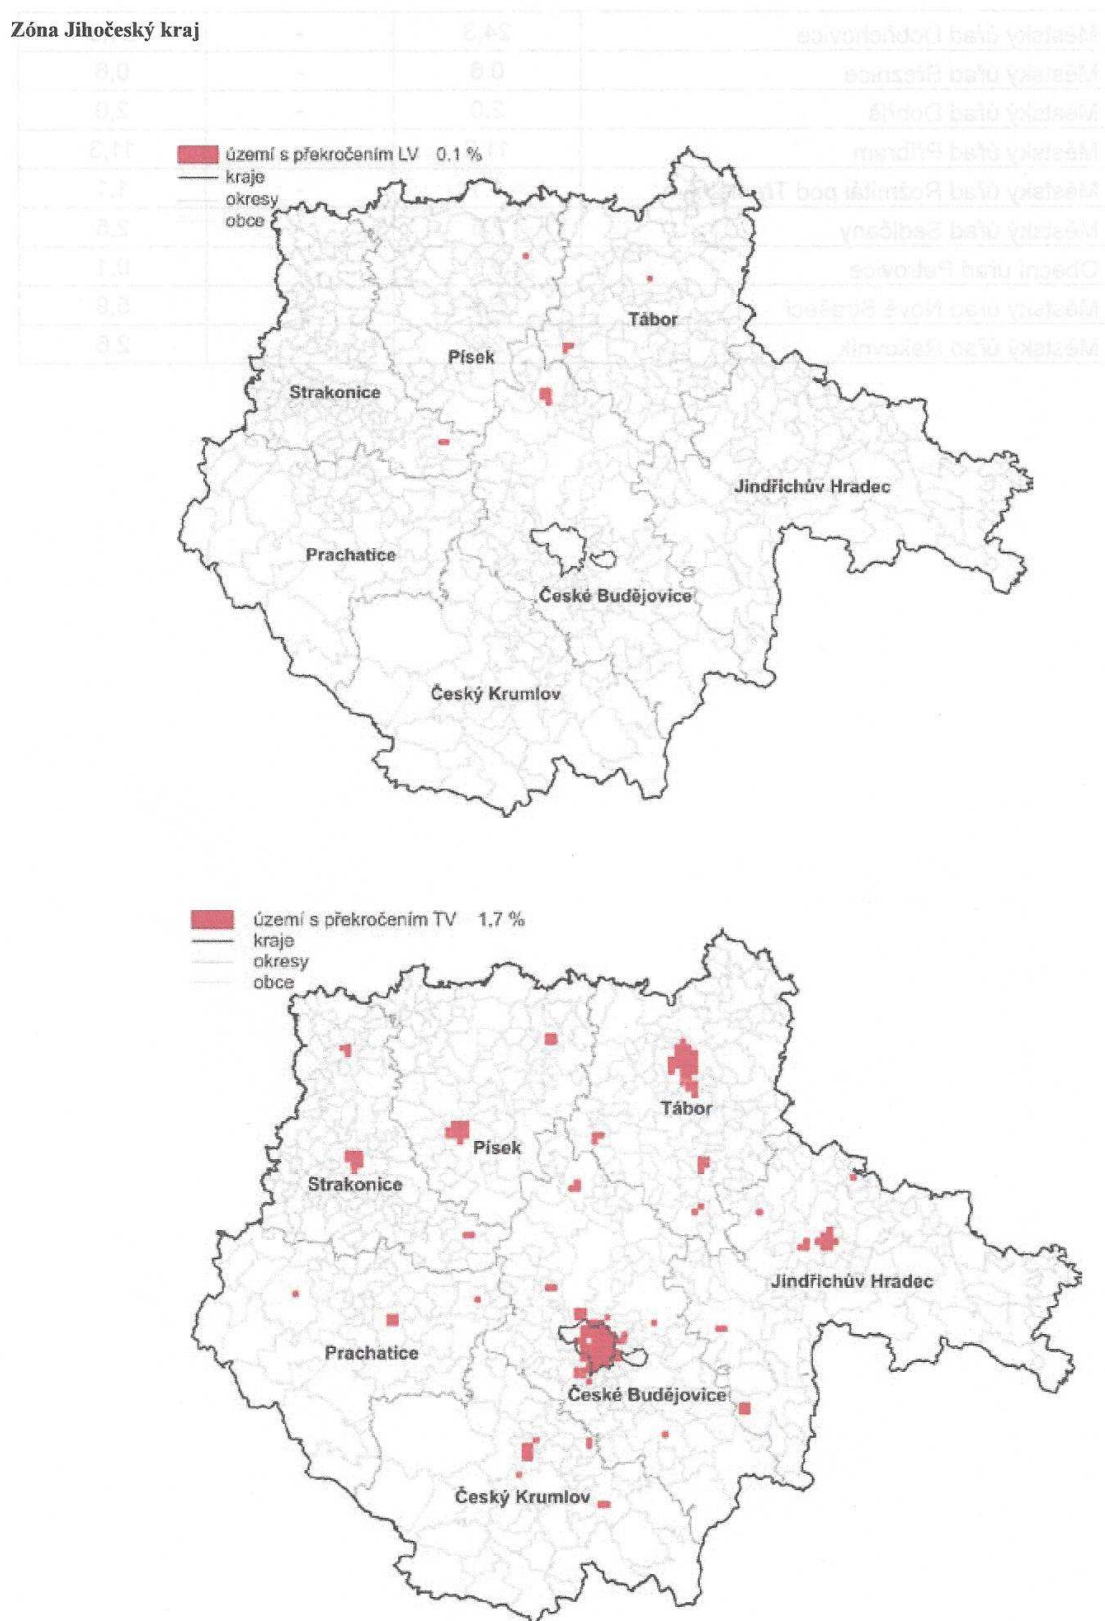 Zóna Jihočeský kraj
území s překročením LV 0,1 %
kraje
okresy
obce
Tábor
Písek
Strakonice
Jindřichův Hradec
Prachatice
České Budějovice
Český Krumlov
území s překročením TV 1,7 %
kraje
okresy
obce
Tábor
Písek
Strakonice
Jindřichův Hradec
Prachatice
České Budějovice
Český Krumlov